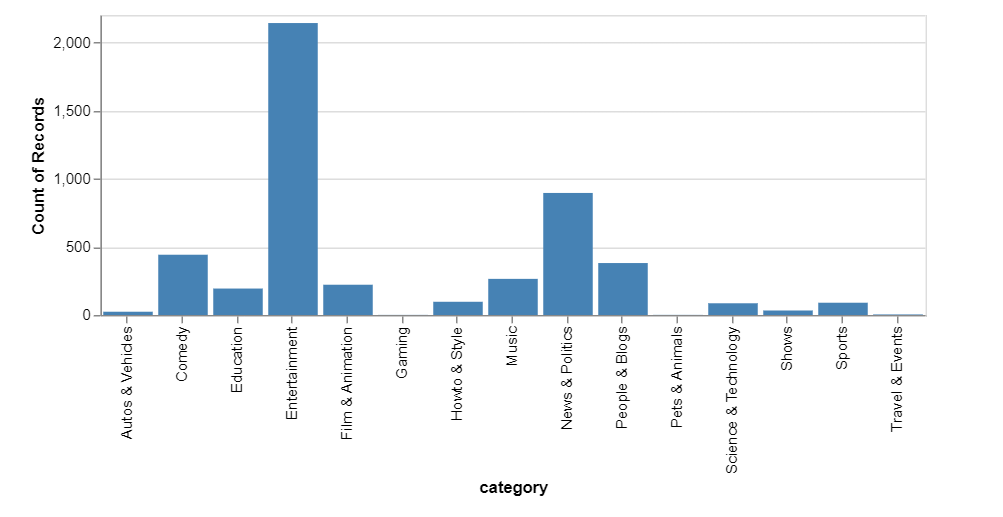 2,000
1,500
1,000
500
0
Count of Records
Autos & Vehicles
Comedy
Education
Entertainment
Film & Animation
Gaming
Howto & Style
Music
News & Politics
People & Blogs
Pets & Animals
Science & Technology
Shows
Sports
Travel & Events
category